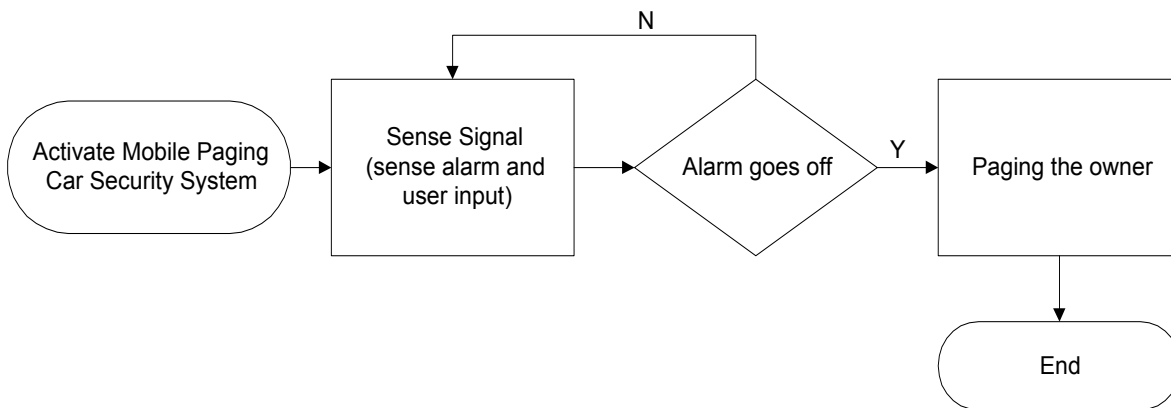 N
Activate Mobile Paging
Car Security System
Sense Signal
(sense alarm and
user input)
Alarm goes off
Y
Paging the owner
End